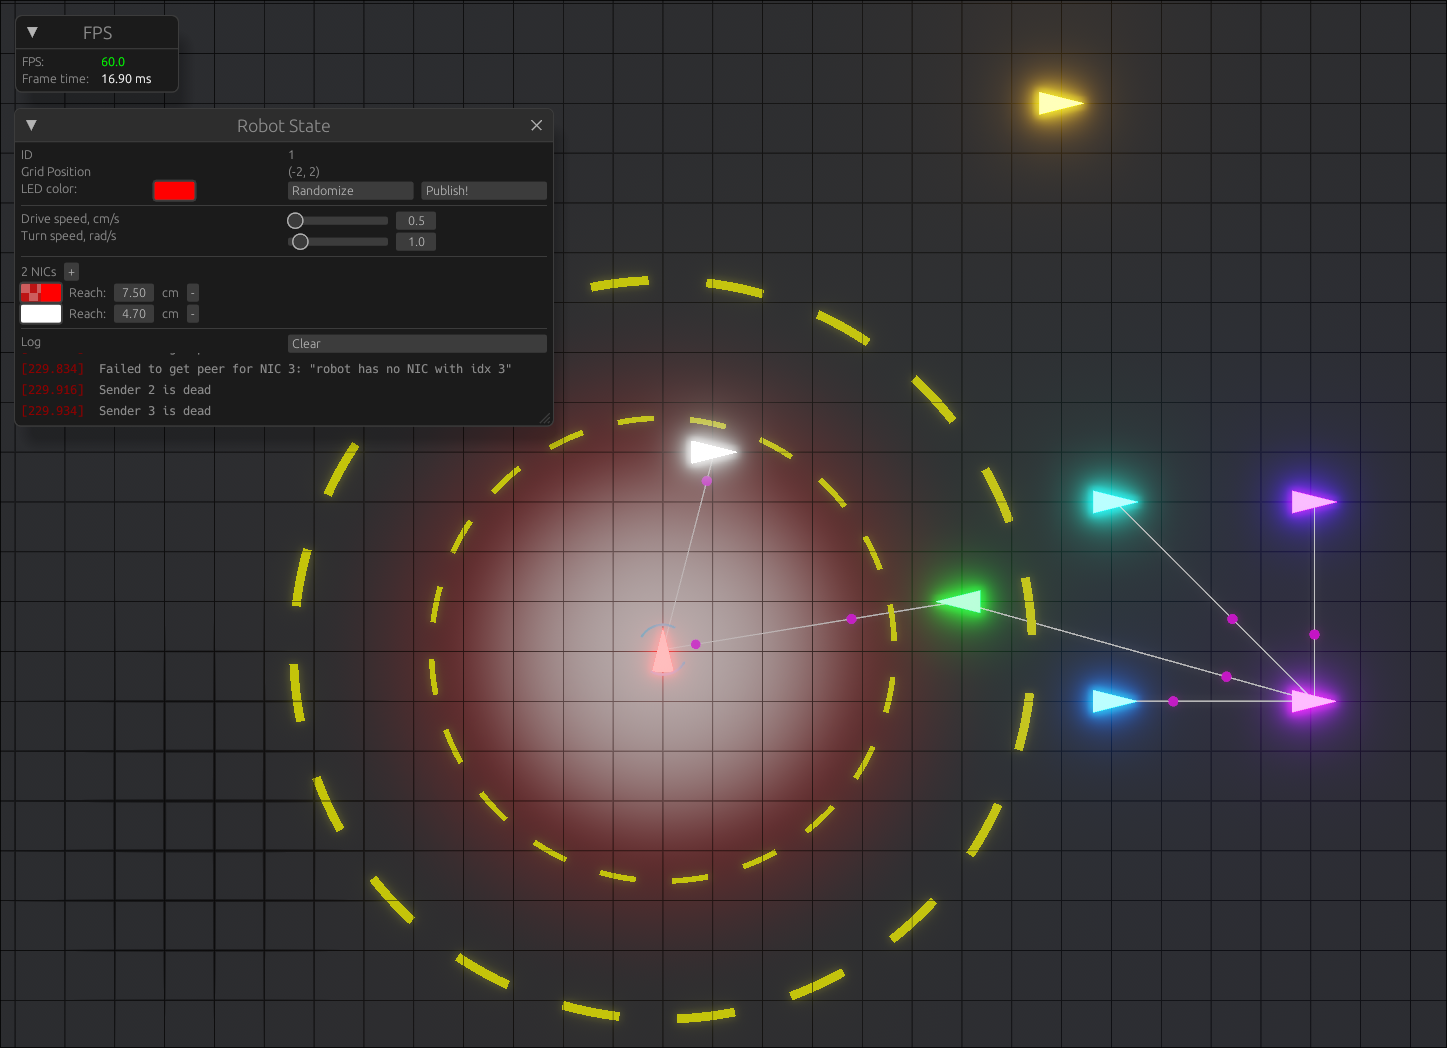 FPS
FPS: 60.0
Frame time: 16.90 ms
Robot State
ID 1
Grid Position (-2, 2)
LED color: Randomize Publish!
Drive speed, cm/s 0.5
Turn speed, rad/s 1.0
2 NICs +
Reach: 7.50 cm -
Reach: 4.70 cm -
Log Clear
[229.834] Failed to get peer for NIC 3: "robot has no NIC with idx 3"
[229.916] Sender 2 is dead
[229.934] Sender 3 is dead